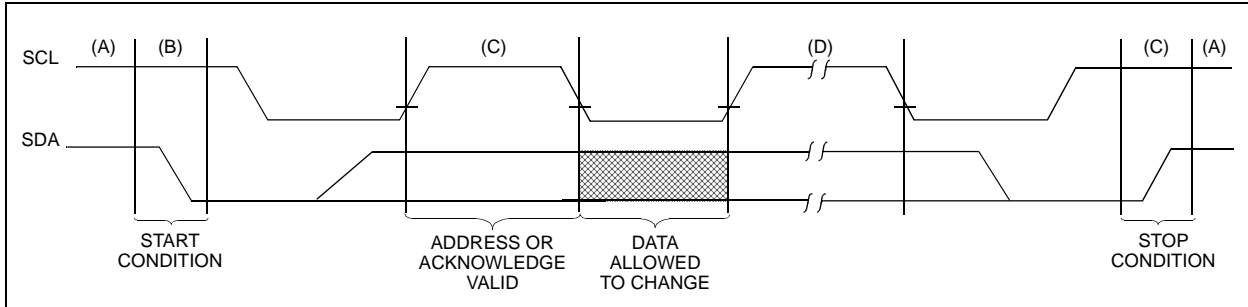 (A) (B) (C) (D) (C) (A)
SCL
SDA
START
CONDITION
ADDRESS OR
ACKNOWLEDGE
VALID
DATA
ALLOWED
TO CHANGE
STOP
CONDITION